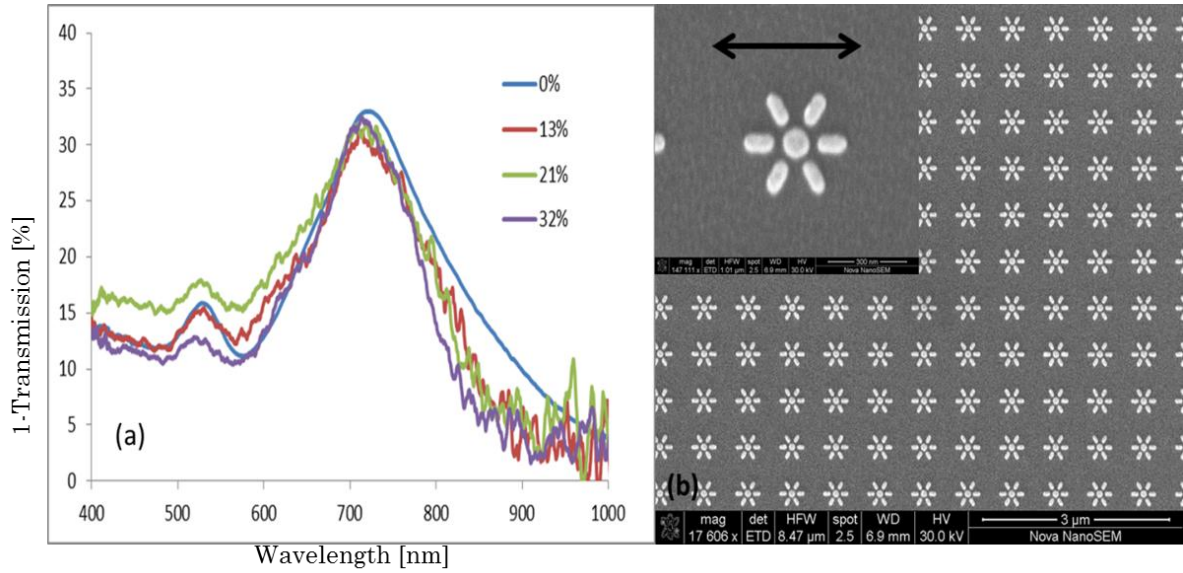 40
35
30
25
20
15
10
5
0
1-Transmission [%]
0%
13%
21%
32%
(a)
400 500 600 700 800 900 1000
Wavelength [nm]
mag det HFW spot WD HV 300 nm
147 111 x ETD 1.01 µm 2.5 6.9 mm 30.0 kV Nova NanoSEM
(b)
mag det HFW spot WD HV 3 µm
17 606 x ETD 8.47 µm 2.5 6.9 mm 30.0 kV Nova NanoSEM